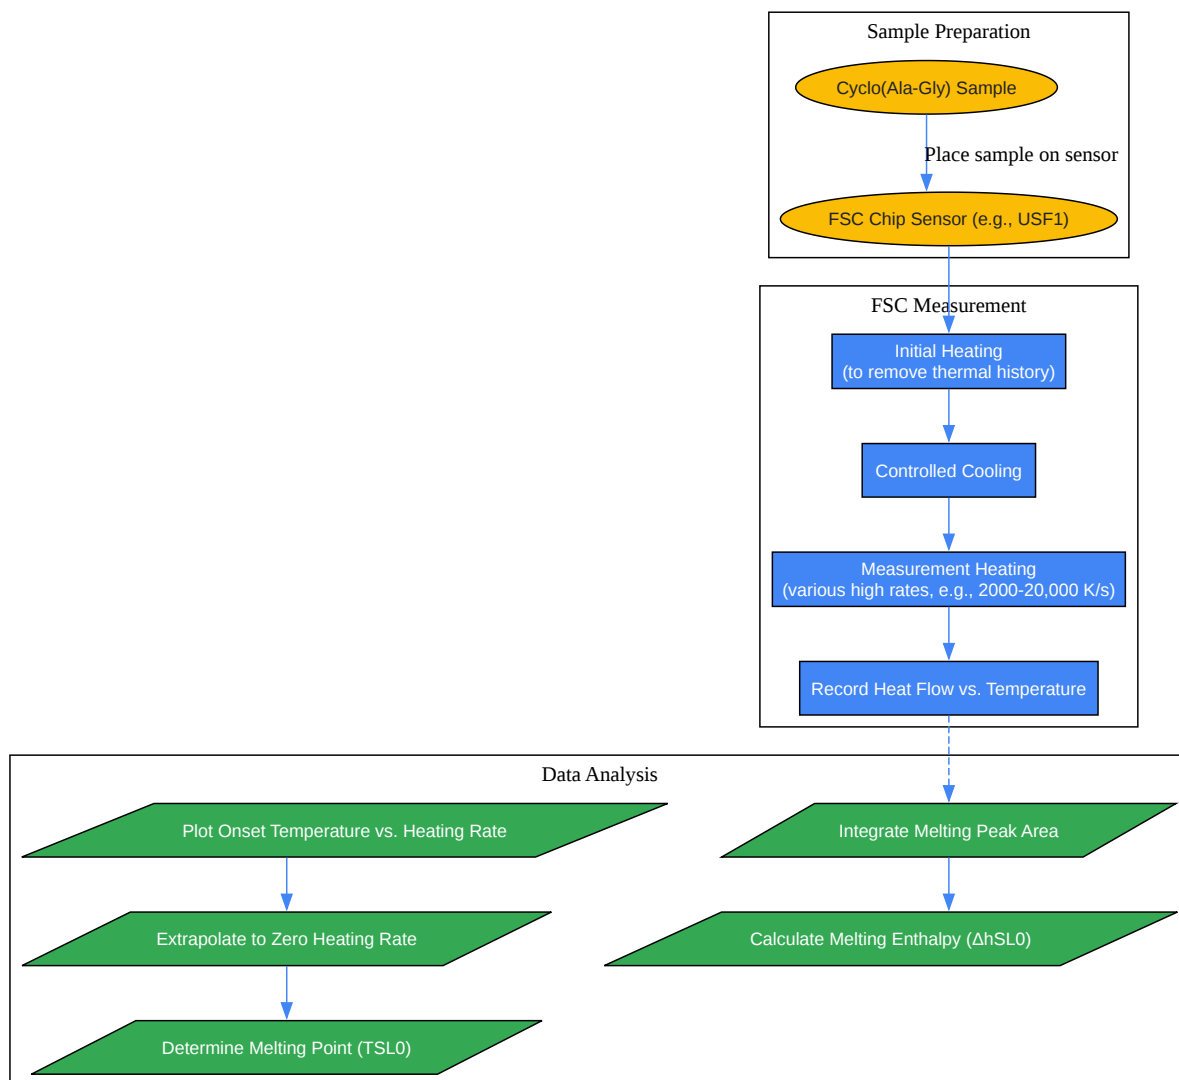 Sample Preparation
Cyclo(Ala-Gly) Sample
Place sample on sensor
FSC Chip Sensor (e.g., USF1)
FSC Measurement
Initial Heating
(to remove thermal history)
Controlled Cooling
Measurement Heating
(various high rates, e.g., 2000-20,000 K/s)
Record Heat Flow vs. Temperature
Data Analysis
Plot Onset Temperature vs. Heating Rate
Integrate Melting Peak Area
Extrapolate to Zero Heating Rate
Calculate Melting Enthalpy (ΔhSL0)
Determine Melting Point (TSL0)